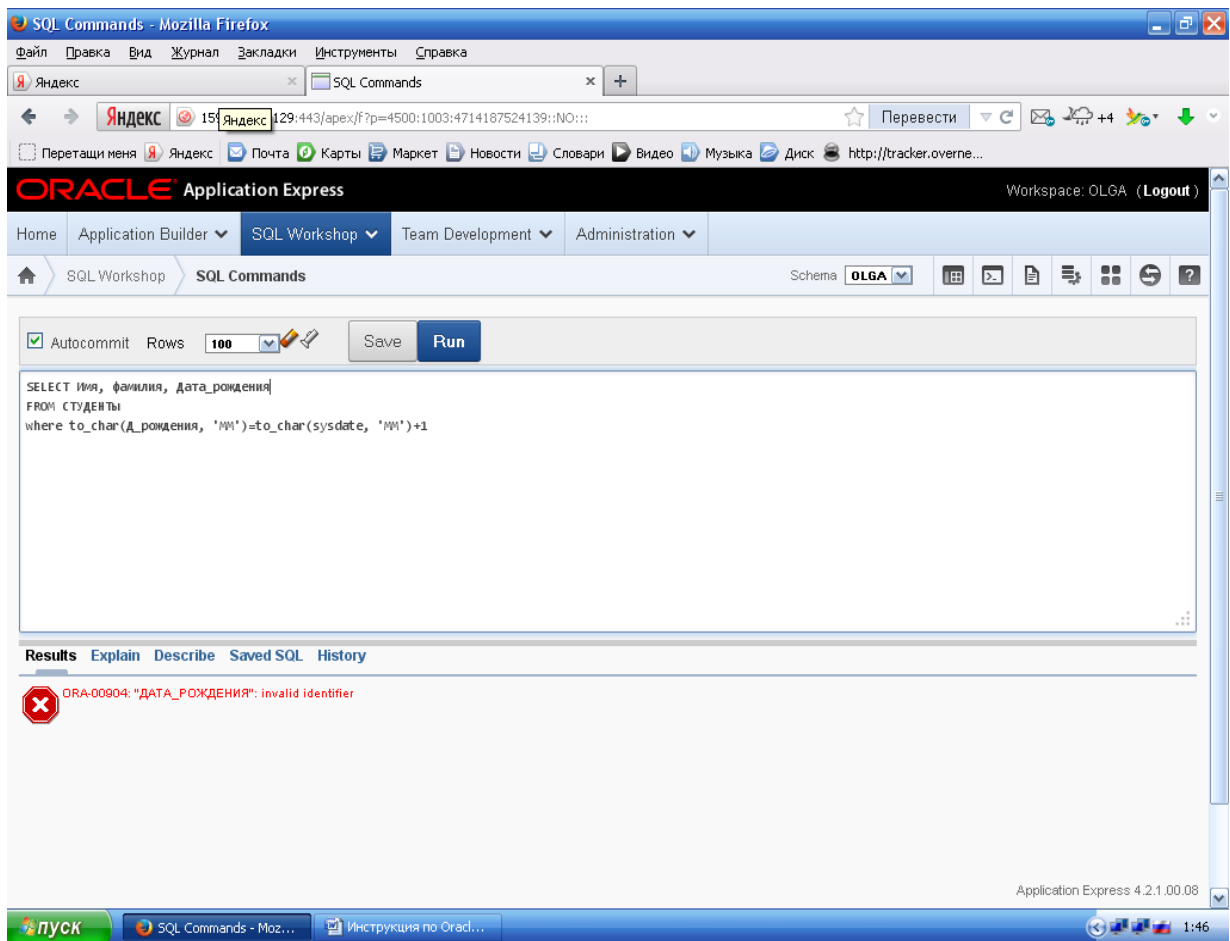 SQL Commands - Mozilla Firefox
Файл Правка Вид Журнал Закладки Инструменты Справка
Яндекс
SQL Commands
Яндекс
129:443/apex/f?p=4500:1003:4714187524139::NO:::
Яндекс
Перевести
+4
Перетащи меня Яндекс Почта Карты Маркет Новости Словари Видео Музыка Диск http://tracker.overne...
ORACLE Application Express
Workspace: OLGA (Logout)
Home Application Builder SQL Workshop Team Development Administration
SQL Workshop SQL Commands
Schema OLGA
Autocommit Rows 100 Save Run
SELECT Имя, фамилия, Дата_рождения
FROM СТУДЕНТЫ
where to_char(Д_рождения, 'MM')=to_char(sysdate, 'MM')+1
Results Explain Describe Saved SQL History
ORA-00904: "ДАТА_РОЖДЕНИЯ": invalid identifier
Application Express 4.2.1.00.08
пуск
SQL Commands - Moz...
Инструкция по Oracl...
1:46